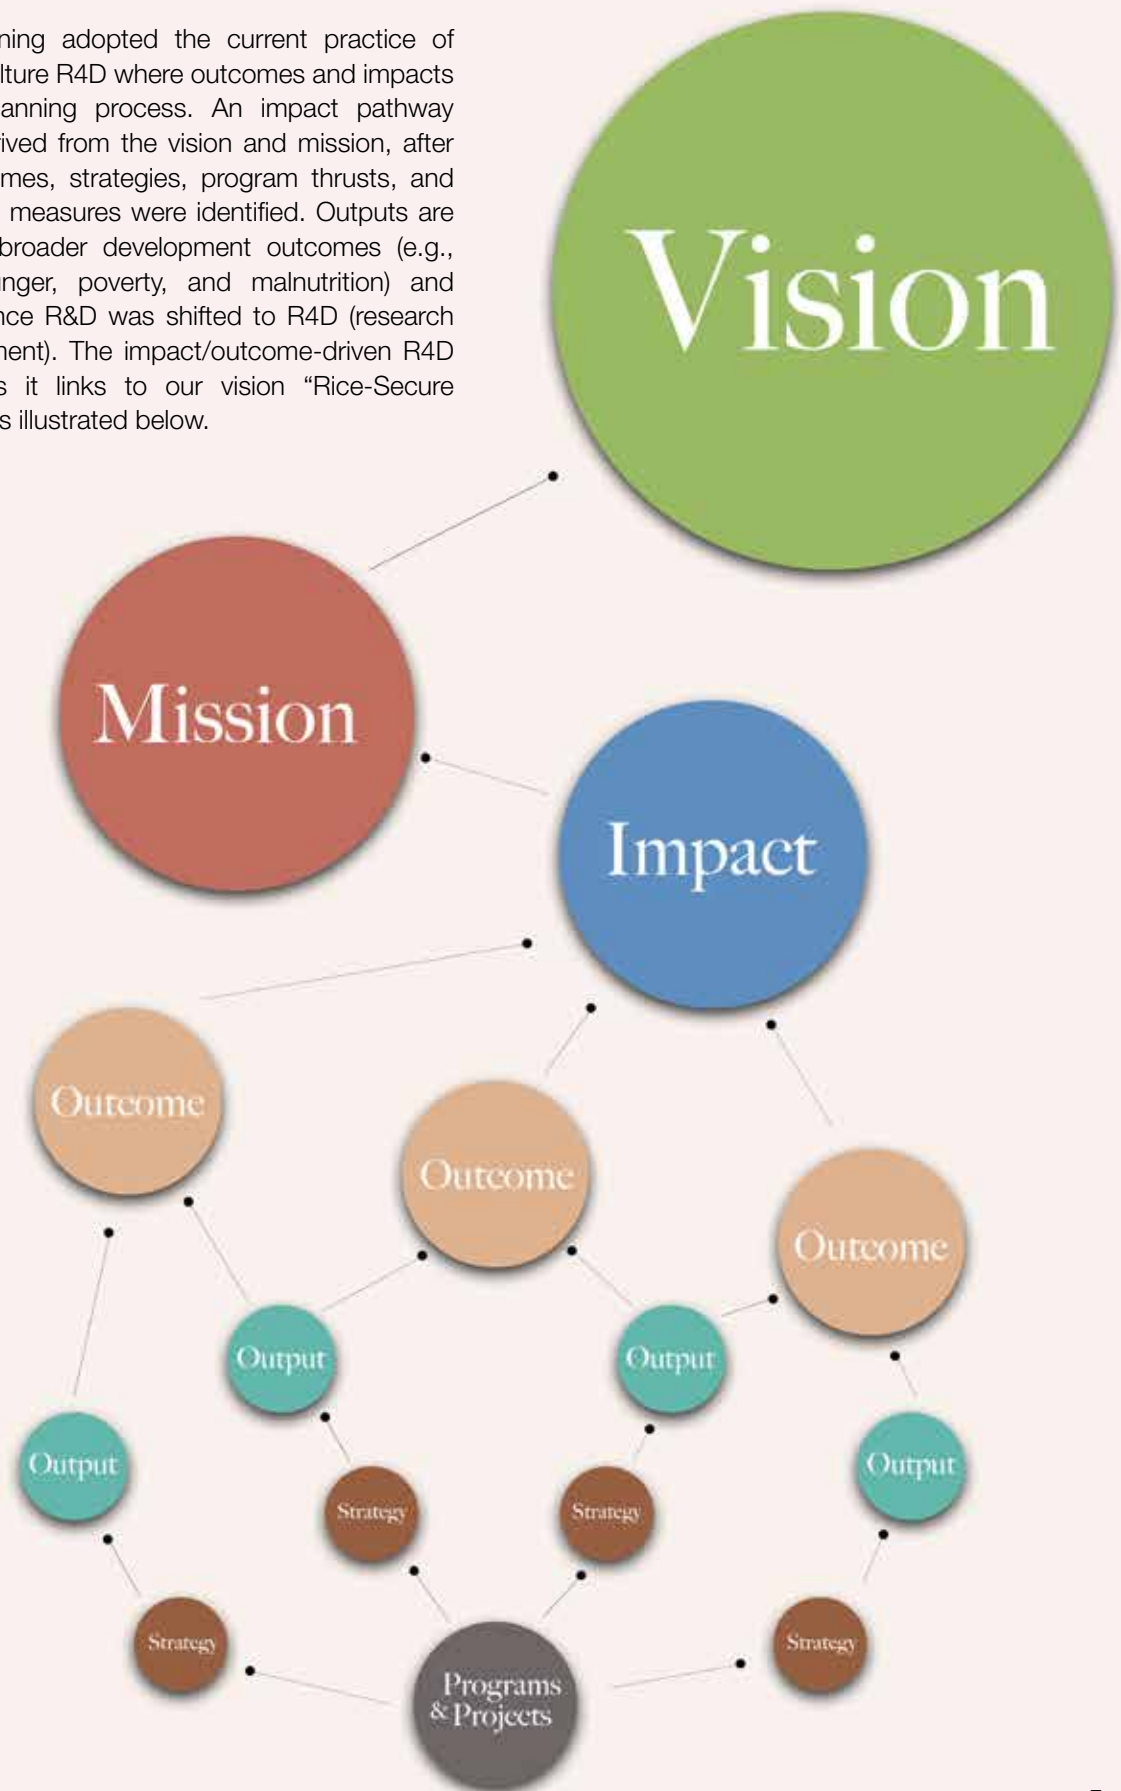 ning adopted the current practice of
lture R4D where outcomes and impacts
anning process. An impact pathway
rived from the vision and mission, after
mes, strategies, program thrusts, and
measures were identified. Outputs are
broader development outcomes (e.g.,
nger, poverty, and malnutrition) and
nce R&D was shifted to R4D (research
ment). The impact/outcome-driven R4D
s it links to our vision “Rice-Secure
s illustrated below.
Vision
Mission
Impact
Outcome
Outcome
Outcome
Output
Output
Output
Output
Strategy
Strategy
Strategy
Strategy
Programs
& Projects